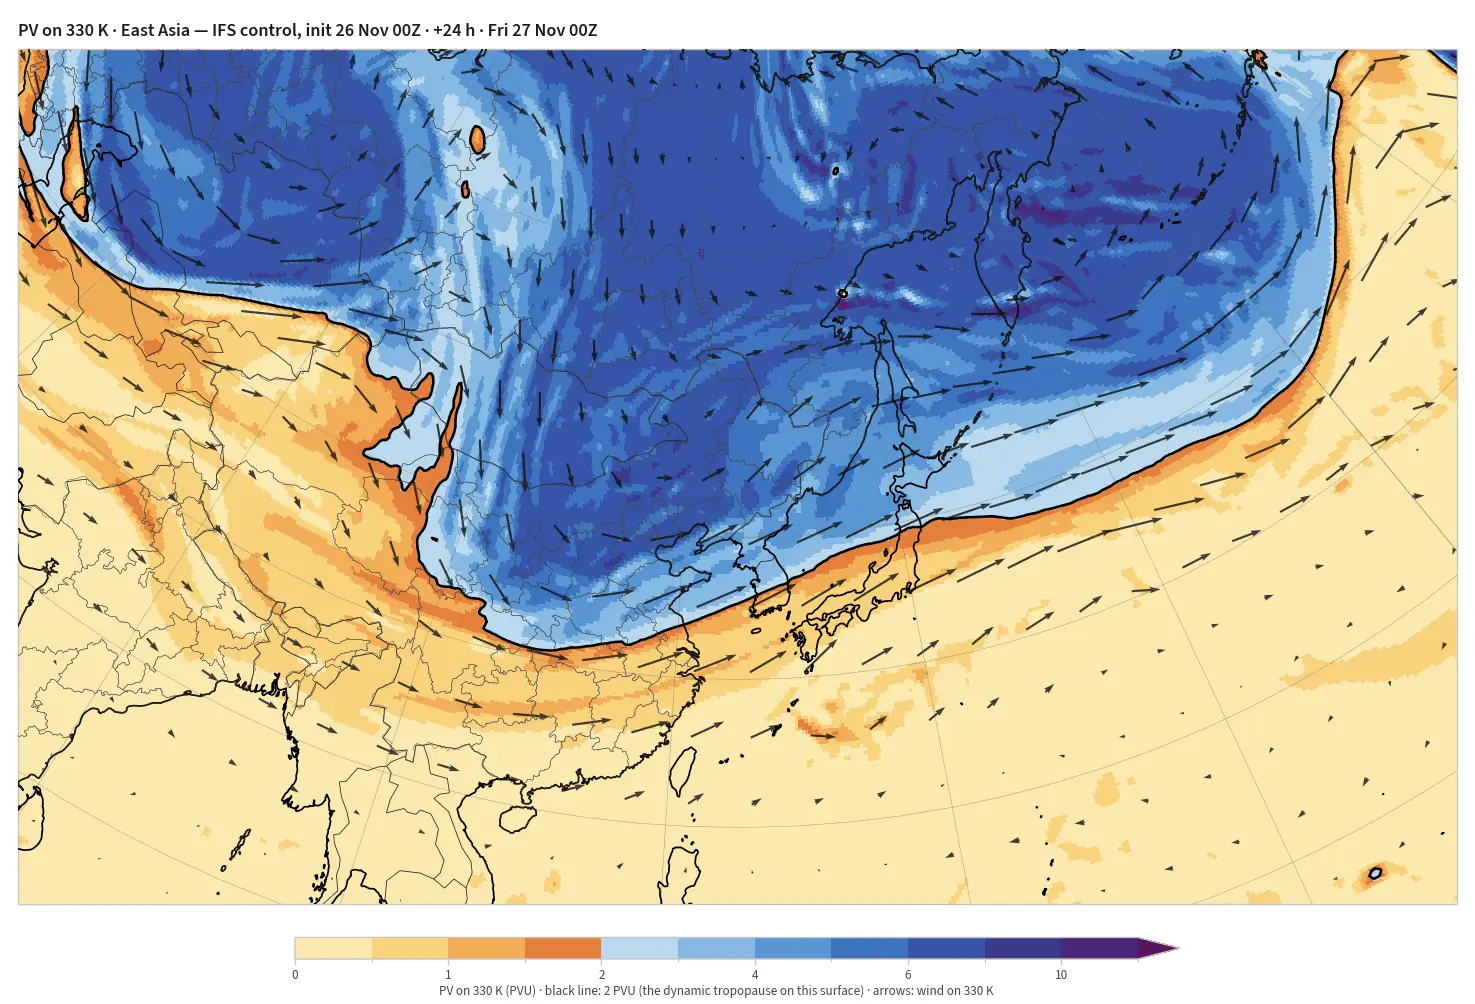 PV on 330 K · East Asia — IFS control, init 26 Nov 00Z · +24 h · Fri 27 Nov 00Z
0 1 2 4 6 10
PV on 330 K (PVU) · black line: 2 PVU (the dynamic tropopause on this surface) · arrows: wind on 330 K